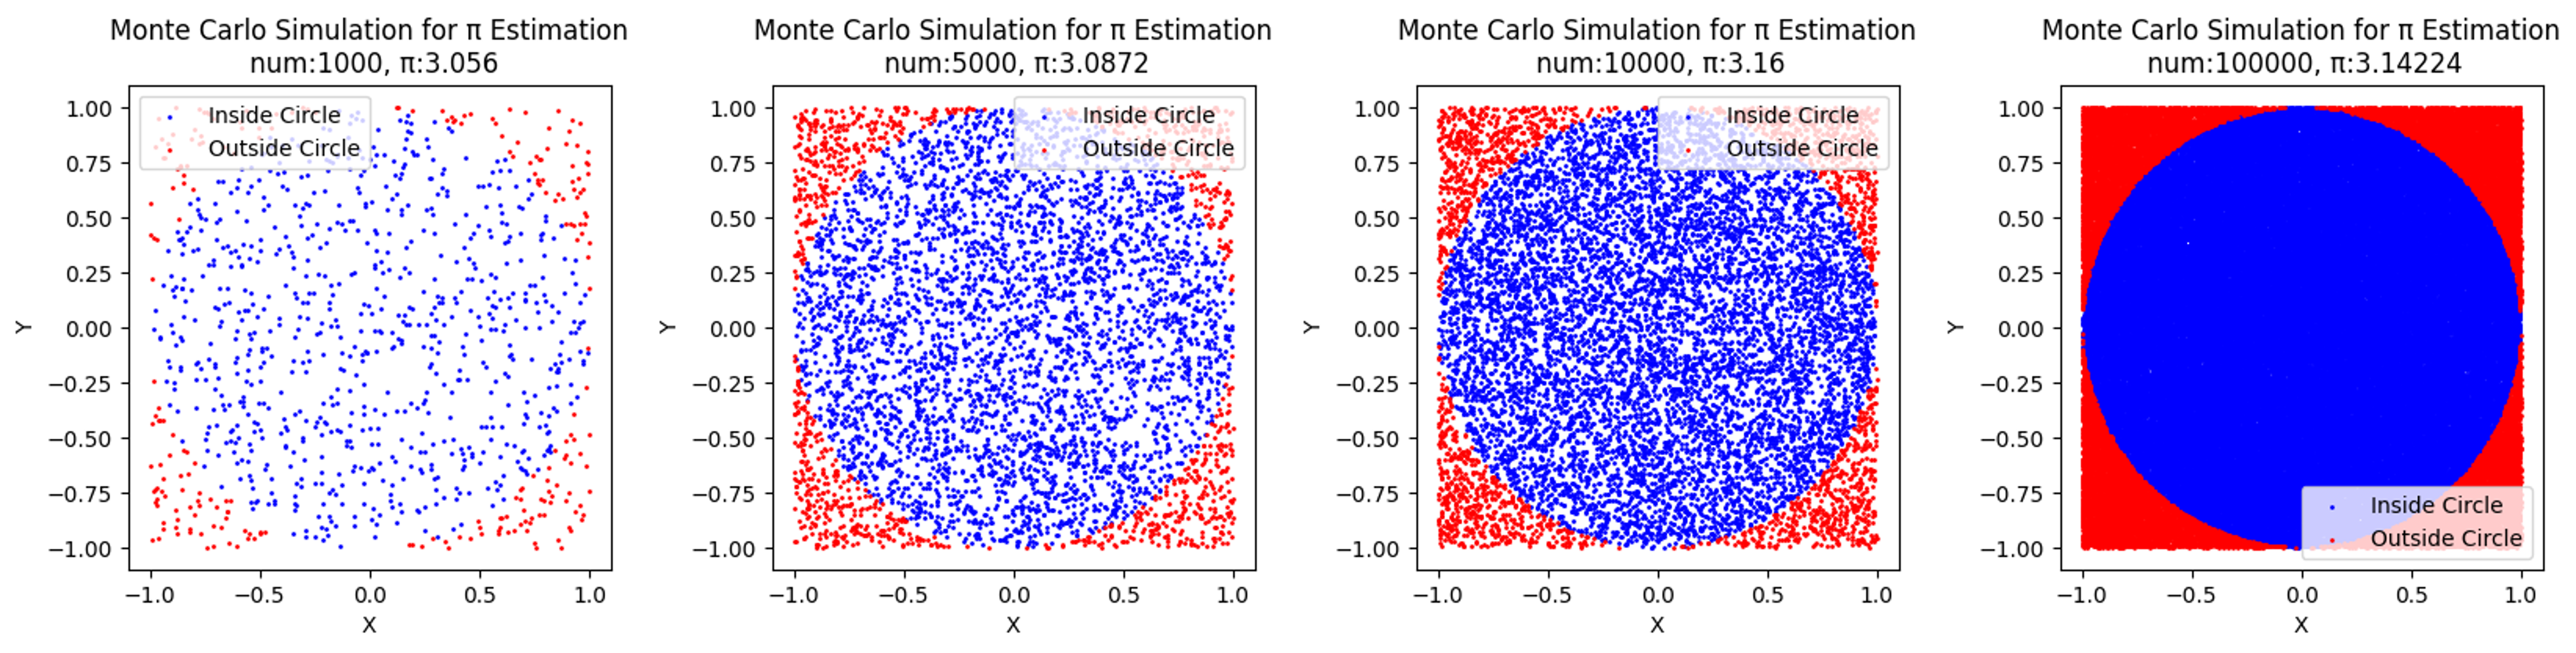 Monte Carlo Simulation for π Estimation
num:1000, π:3.056
Inside Circle
Outside Circle
1.00
0.75
0.50
0.25
0.00
−0.25
−0.50
−0.75
−1.00
Y
−1.0 −0.5 0.0 0.5 1.0
X
Monte Carlo Simulation for π Estimation
num:5000, π:3.0872
Inside Circle
Outside Circle
1.00
0.75
0.50
0.25
0.00
−0.25
−0.50
−0.75
−1.00
Y
−1.0 −0.5 0.0 0.5 1.0
X
Monte Carlo Simulation for π Estimation
num:10000, π:3.16
Inside Circle
Outside Circle
1.00
0.75
0.50
0.25
0.00
−0.25
−0.50
−0.75
−1.00
Y
−1.0 −0.5 0.0 0.5 1.0
X
Monte Carlo Simulation for π Estimation
num:100000, π:3.14224
1.00
0.75
0.50
0.25
0.00
−0.25
−0.50
−0.75
−1.00
Y
Inside Circle
Outside Circle
−1.0 −0.5 0.0 0.5 1.0
X